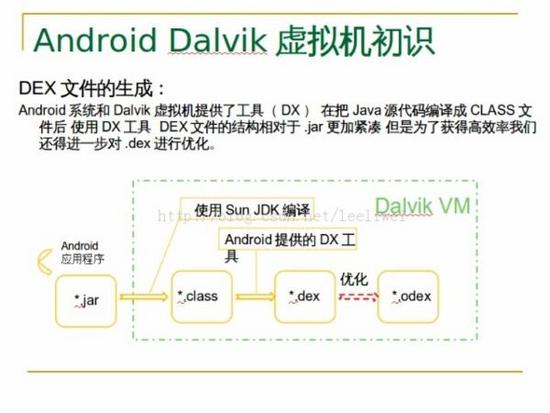 Android Dalvik 虚拟机初识
DEX 文件的生成：
Android 系统和 Dalvik 虚拟机提供了工具（ DX ） 在把 Java 源代码编译成 CLASS 文
件后 使用 DX 工具 DEX 文件的结构相对于 .jar 更加紧凑 但是为了获得高效率我们
还得进一步对 .dex 进行优化。
使用 Sun JDK 编译
Dalvik VM
Android 提供的 DX 工
具
Android
应用程序
优化
*.jar
*.class
*.dex
*.odex